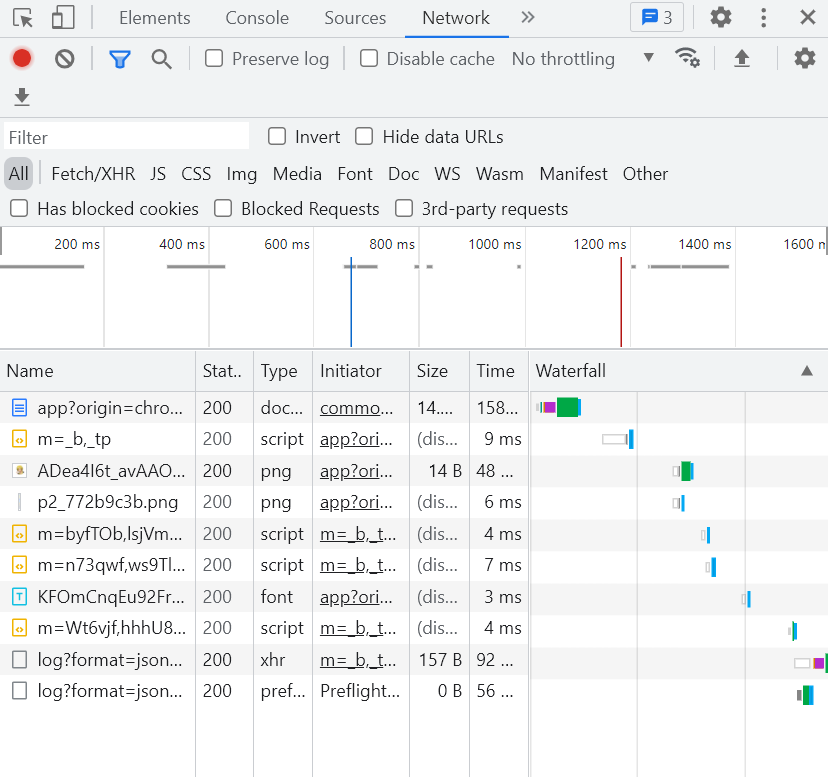 Elements Console Sources Network 3
Preserve log Disable cache No throttling
Filter Invert Hide data URLs
All Fetch/XHR JS CSS Img Media Font Doc WS Wasm Manifest Other
Has blocked cookies Blocked Requests 3rd-party requests
200 ms 400 ms 600 ms 800 ms 1000 ms 1200 ms 1400 ms 1600 m
Name Stat.. Type Initiator Size Time Waterfall
app?origin=chro... 200 doc... commo... 14.... 158...
m=_b,_tp 200 script app?ori... (dis... 9 ms
ADea4I6t_avAAO... 200 png app?ori... 14 B 48 ...
p2_772b9c3b.png 200 png app?ori... (dis... 6 ms
m=byfTOb,lsjVm... 200 script m=_b,_t... (dis... 4 ms
m=n73qwf,ws9Tl... 200 script m=_b,_t... (dis... 7 ms
KFOmCnqEu92Fr... 200 font app?ori... (dis... 3 ms
m=Wt6vjf,hhhU8... 200 script m=_b,_t... (dis... 4 ms
log?format=json... 200 xhr m=_b,_t... 157 B 92 ...
log?format=json... 200 pref... Preflight... 0 B 56 ...